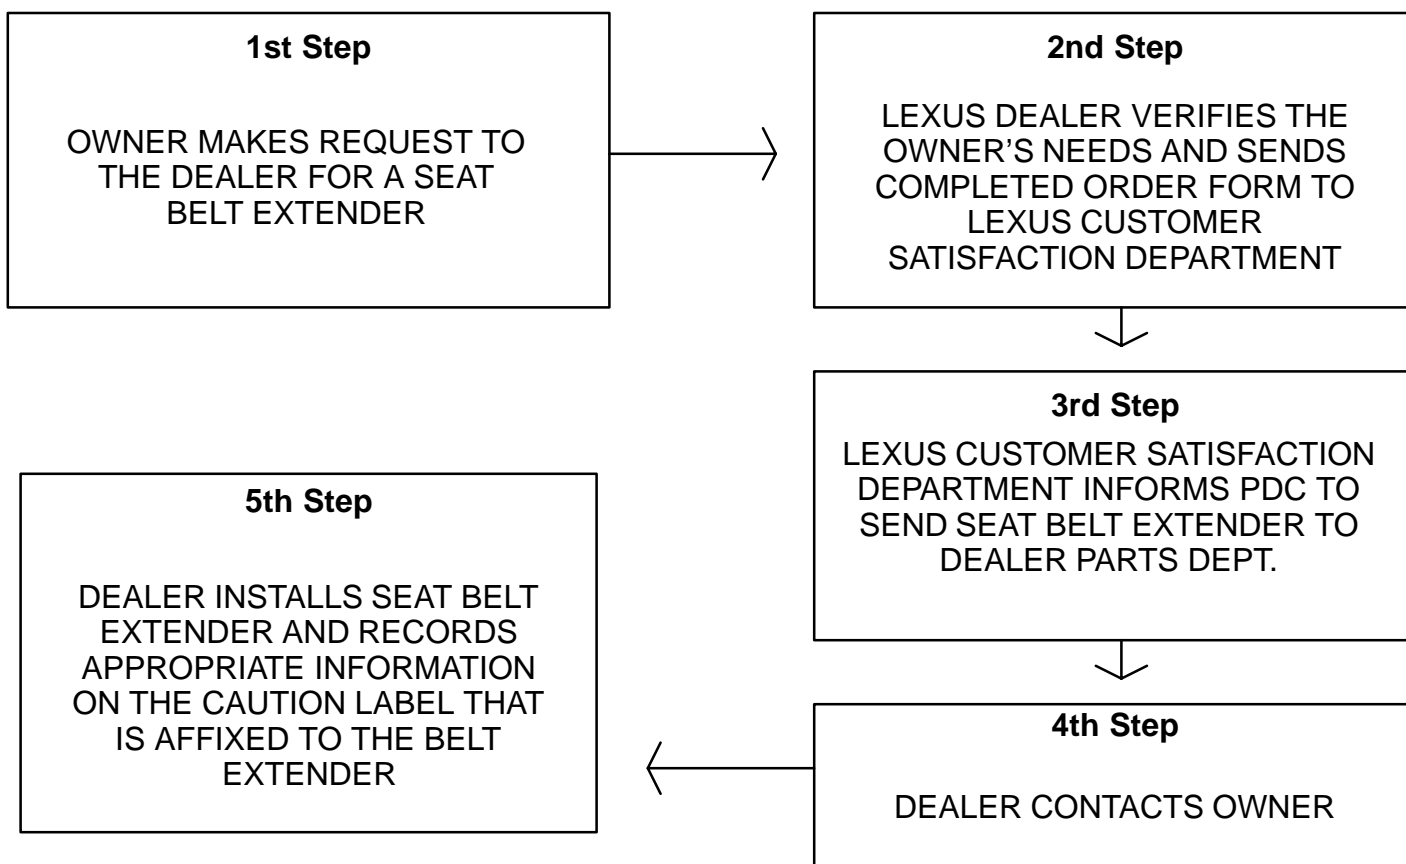 1st Step
OWNER MAKES REQUEST TO
THE DEALER FOR A SEAT
BELT EXTENDER
2nd Step
LEXUS DEALER VERIFIES THE
OWNER’S NEEDS AND SENDS
COMPLETED ORDER FORM TO
LEXUS CUSTOMER
SATISFACTION DEPARTMENT
3rd Step
LEXUS CUSTOMER SATISFACTION
DEPARTMENT INFORMS PDC TO
SEND SEAT BELT EXTENDER TO
DEALER PARTS DEPT.
4th Step
DEALER CONTACTS OWNER
5th Step
DEALER INSTALLS SEAT BELT
EXTENDER AND RECORDS
APPROPRIATE INFORMATION
ON THE CAUTION LABEL THAT
IS AFFIXED TO THE BELT
EXTENDER